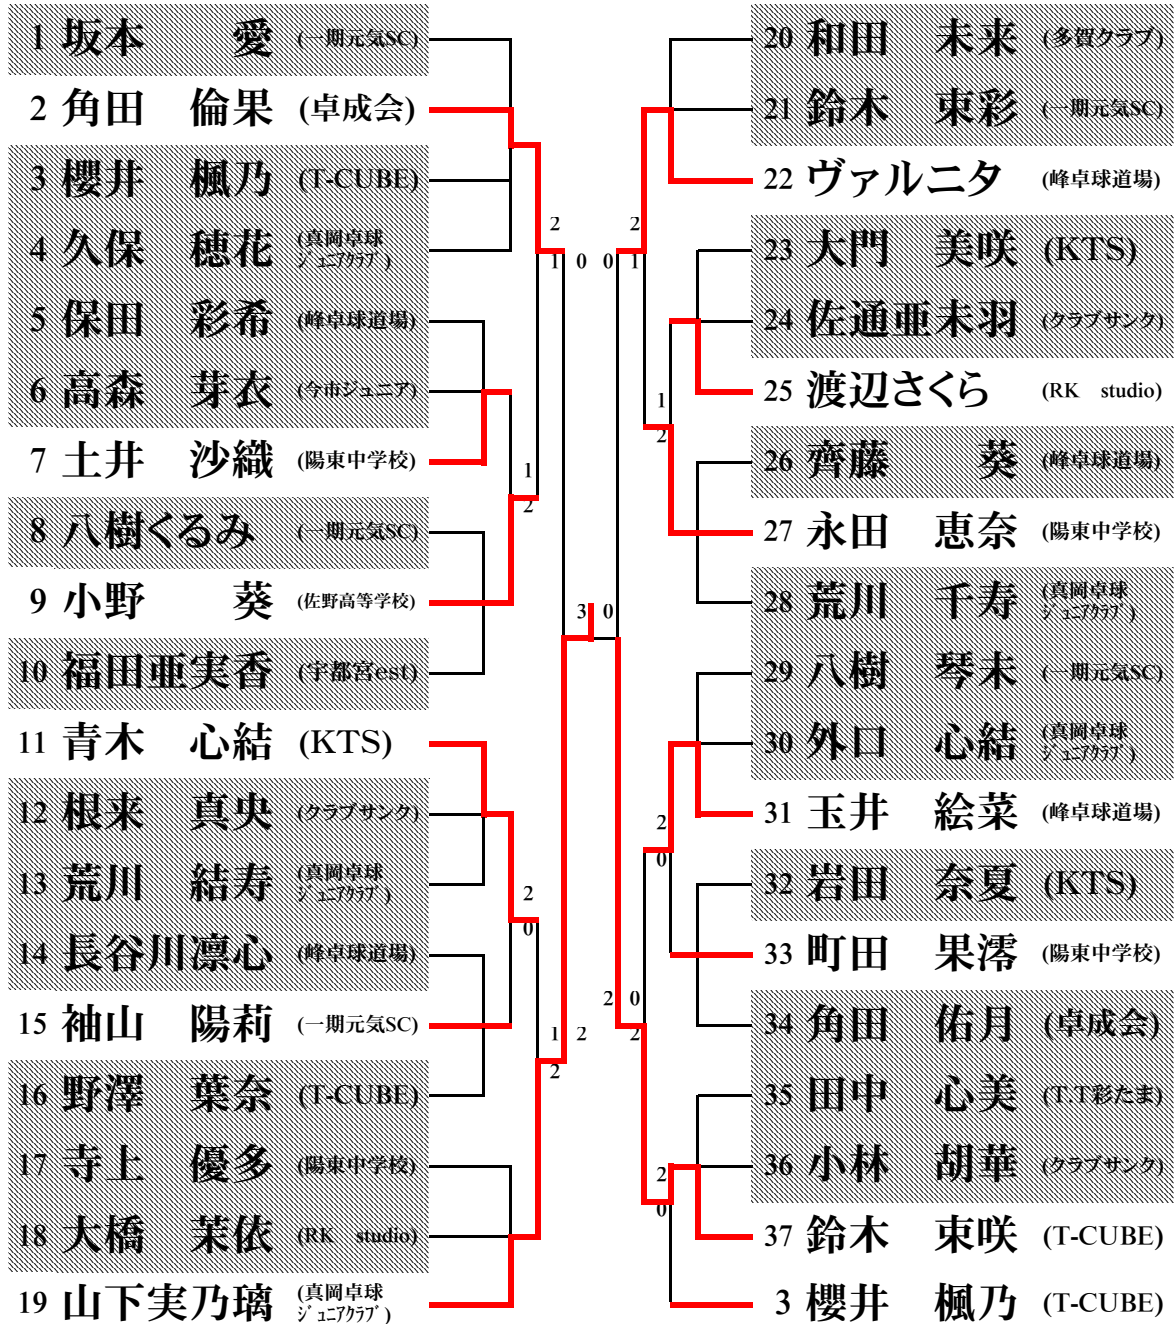 1 坂本 愛 (一期元気SC)
2 角田 倫果 (卓成会)
3 櫻井 楓乃 (T-CUBE)
4 久保 穂花 (真岡卓球ジュニアクラブ)
5 保田 彩希 (峰卓球道場)
6 高森 芽衣 (今市ジュニア)
7 土井 沙織 (陽東中学校)
8 八樹くるみ (一期元気SC)
9 小野 葵 (佐野高等学校)
10 福田亜実香 (宇都宮est)
11 青木 心結 (KTS)
12 根来 真央 (クラブサンク)
13 荒川 結寿 (真岡卓球ジュニアクラブ)
14 長谷川凛心 (峰卓球道場)
15 袖山 陽莉 (一期元気SC)
16 野澤 葉奈 (T-CUBE)
17 寺上 優多 (陽東中学校)
18 大橋 茉依 (RK studio)
19 山下実乃璃 (真岡卓球ジュニアクラブ)
2
1 0
1
2
2
0
1 2
2
3 0
2
0 1
1
2
2
0
2 0
2
2
0
20 和田 未来 (多賀クラブ)
21 鈴木 束彩 (一期元気SC)
22 ヴァルニタ (峰卓球道場)
23 大門 美咲 (KTS)
24 佐通亜未羽 (クラブサンク)
25 渡辺さくら (RK studio)
26 齊藤 葵 (峰卓球道場)
27 永田 恵奈 (陽東中学校)
28 荒川 千寿 (真岡卓球ジュニアクラブ)
29 八樹 琴未 (一期元気SC)
30 外口 心結 (真岡卓球ジュニアクラブ)
31 玉井 絵菜 (峰卓球道場)
32 岩田 奈夏 (KTS)
33 町田 果澪 (陽東中学校)
34 角田 佑月 (卓成会)
35 田中 心美 (T.T彩たま)
36 小林 胡華 (クラブサンク)
37 鈴木 束咲 (T-CUBE)
3 櫻井 楓乃 (T-CUBE)